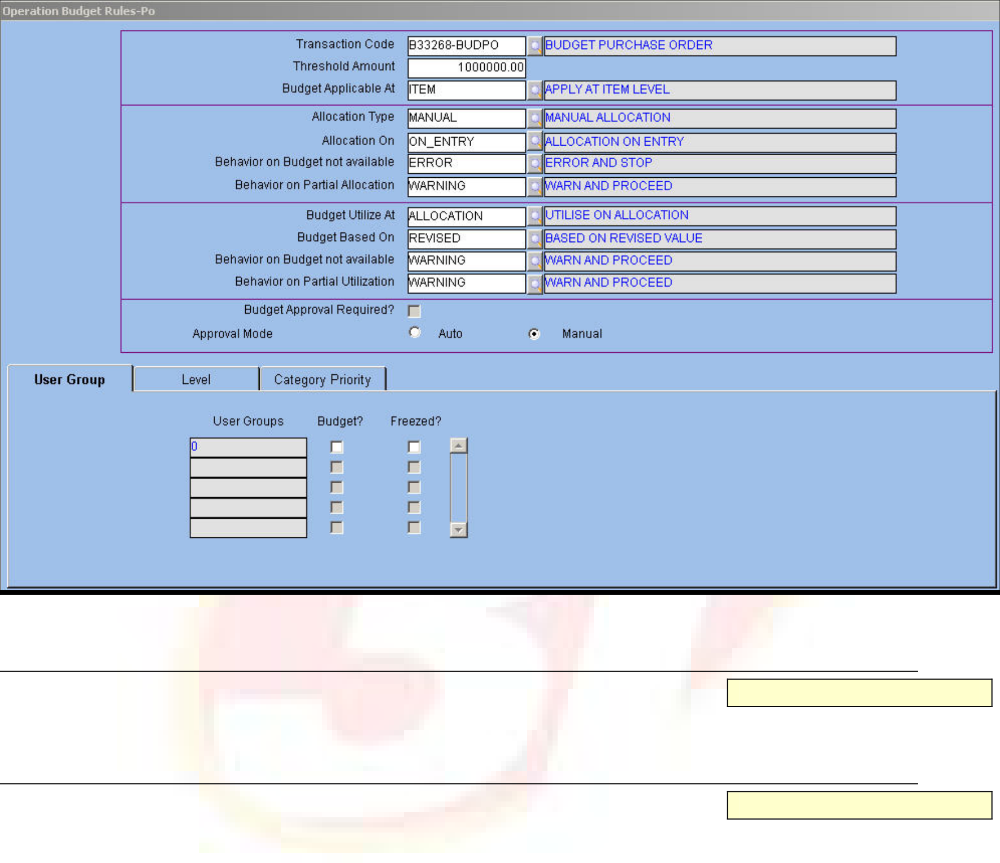 Operation Budget Rules-Po
Transaction Code B33268-BUDPO BUDGET PURCHASE ORDER
Threshold Amount 1000000.00
Budget Applicable At ITEM APPLY AT ITEM LEVEL
Allocation Type MANUAL MANUAL ALLOCATION
Allocation On ON_ENTRY ALLOCATION ON ENTRY
Behavior on Budget not available ERROR ERROR AND STOP
Behavior on Partial Allocation WARNING WARN AND PROCEED
Budget Utilize At ALLOCATION UTILISE ON ALLOCATION
Budget Based On REVISED BASED ON REVISED VALUE
Behavior on Budget not available WARNING WARN AND PROCEED
Behavior on Partial Utilization WARNING WARN AND PROCEED
Budget Approval Required?
Approval Mode Auto Manual
User Group Level Category Priority
User Groups Budget? Freezed?
0